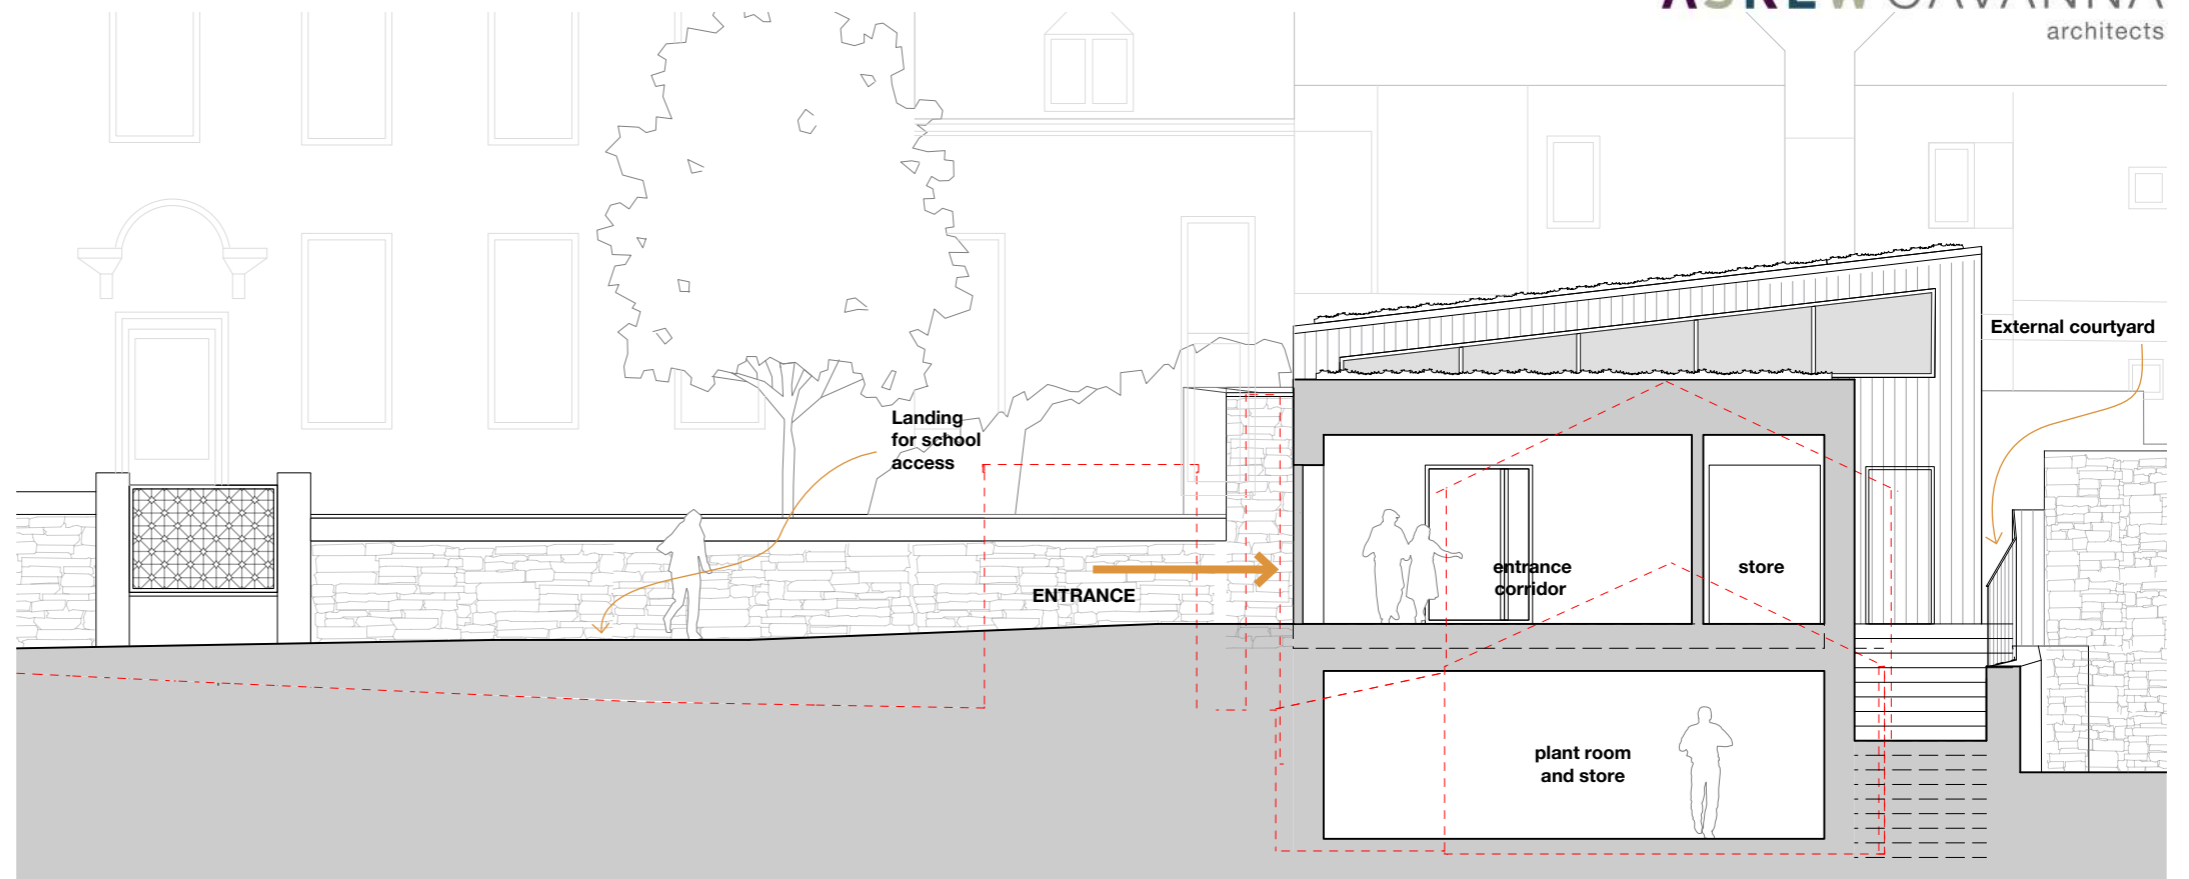 architects
External courtyard
Landing
for school
access
ENTRANCE
entrance
corridor
store
plant room
and store